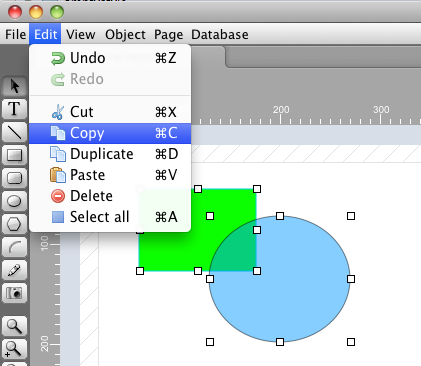 File Edit View Object Page Database
Undo ⌘Z
Redo
Cut ⌘X
Copy ⌘C
Duplicate ⌘D
Paste ⌘V
Delete
Select all ⌘A
200 300
T
100
200